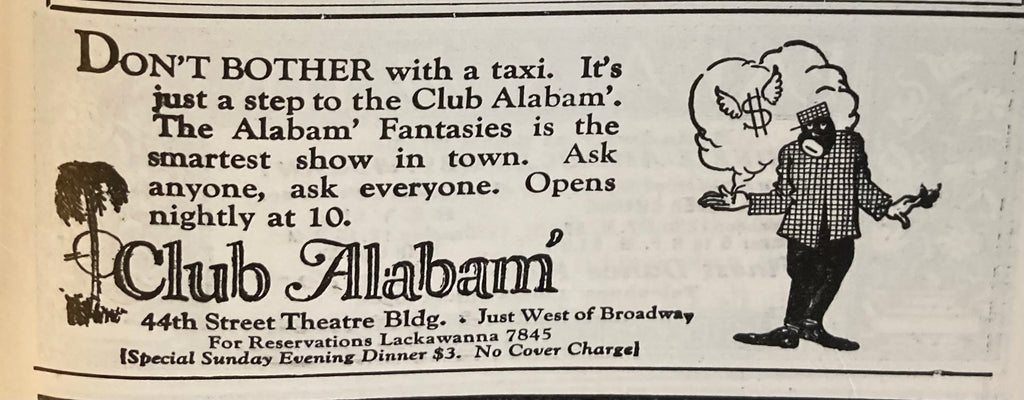 DON'T BOTHER with a taxi. It's
just a step to the Club Alabam'.
The Alabam' Fantasies is the
smartest show in town. Ask
anyone, ask everyone. Opens
nightly at 10.
Club Alabam'
44th Street Theatre Bldg. . Just West of Broadway
For Reservations Lackawanna 7845
[Special Sunday Evening Dinner $3. No Cover Charge]
$